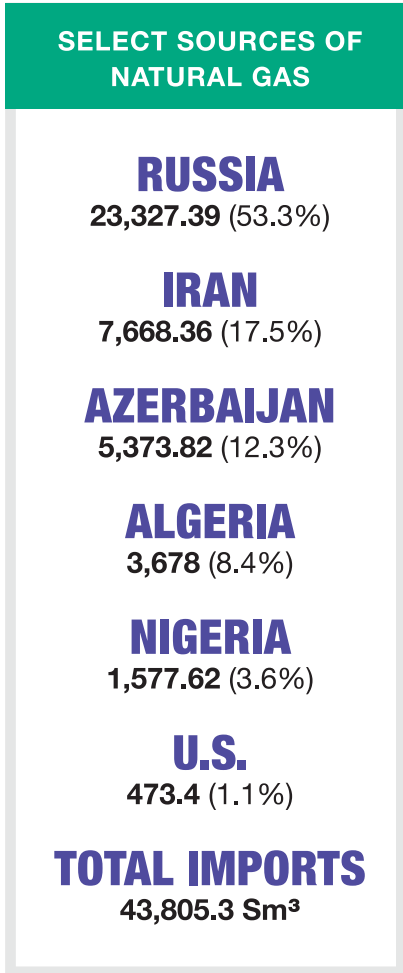 SELECT SOURCES OF
NATURAL GAS
RUSSIA
23,327.39 (53.3%)
IRAN
7,668.36 (17.5%)
AZERBAIJAN
5,373.82 (12.3%)
ALGERIA
3,678 (8.4%)
NIGERIA
1,577.62 (3.6%)
U.S.
473.4 (1.1%)
TOTAL IMPORTS
43,805.3 Sm³